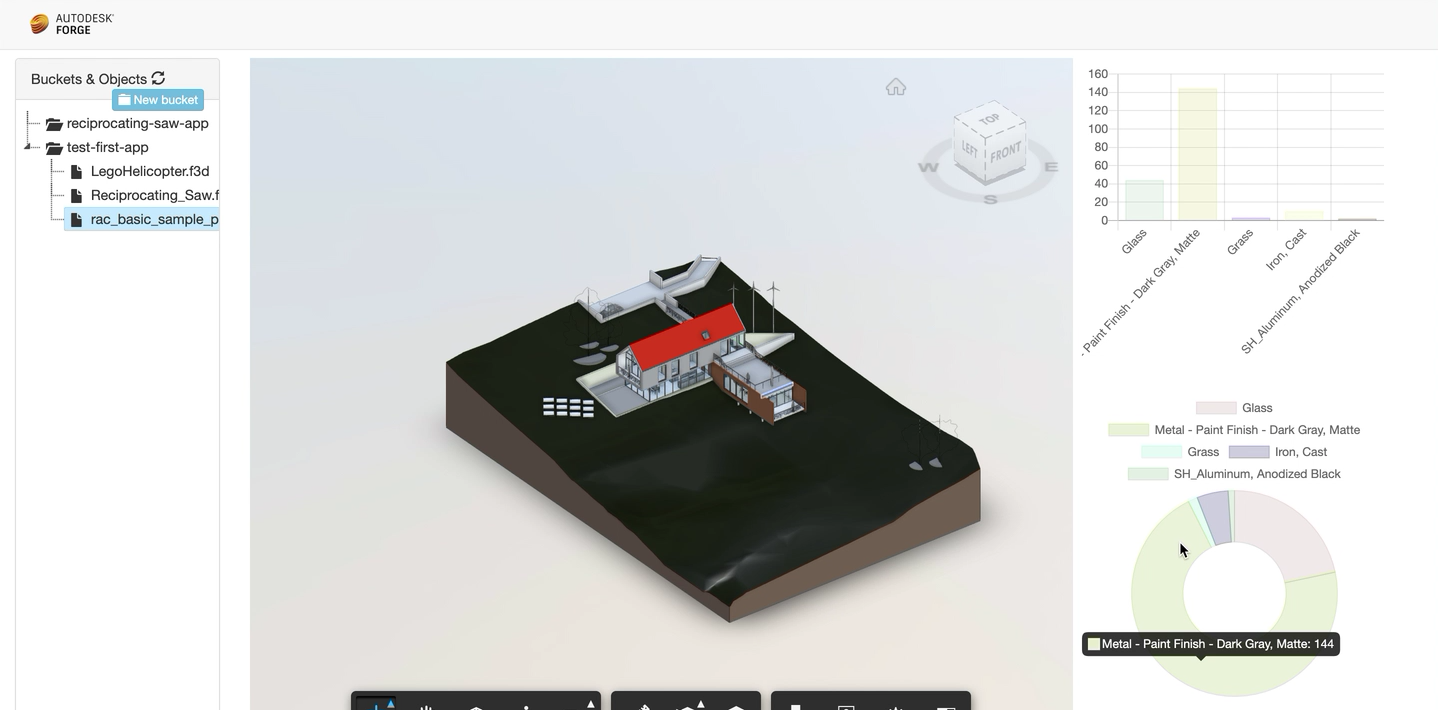 AUTODESK®
FORGE
Buckets & Objects
New bucket
reciprocating-saw-app
test-first-app
LegoHelicopter.f3d
Reciprocating_Saw.f
rac_basic_sample_p
TOP
LEFT
FRONT
W
E
S
160
140
120
100
80
60
40
20
0
Glass
Paint Finish - Dark Gray, Matte
Grass
Iron, Cast
SH_Aluminum, Anodized Black
Glass
Metal - Paint Finish - Dark Gray, Matte
Grass Iron, Cast
SH_Aluminum, Anodized Black
Metal - Paint Finish - Dark Gray, Matte: 144